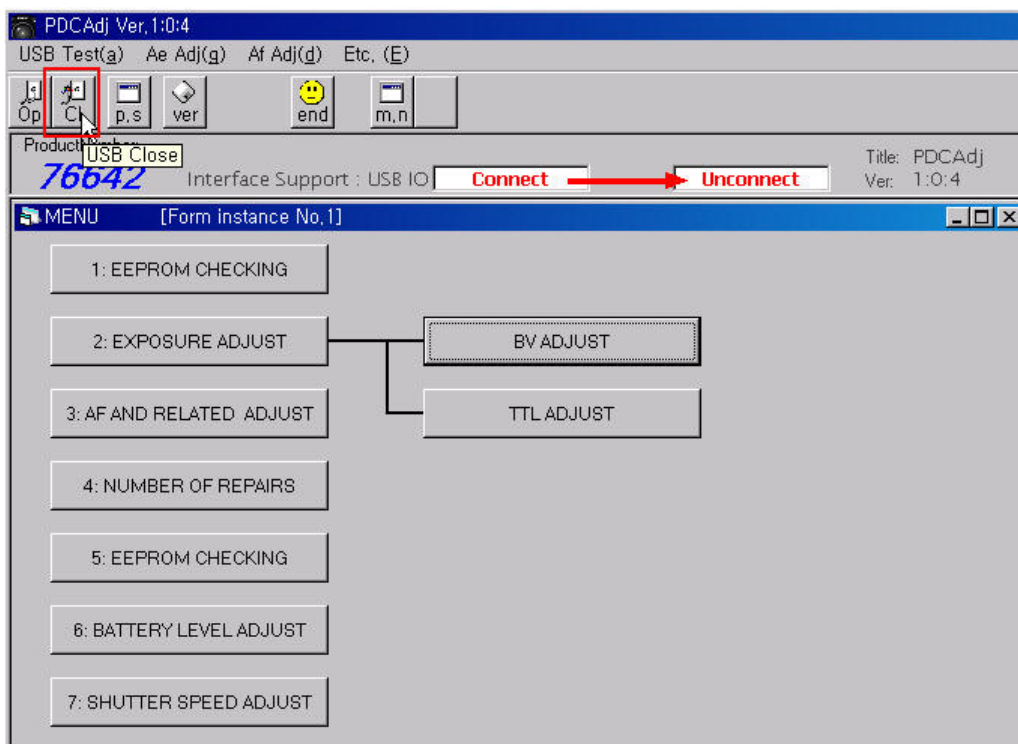 PDCAdj Ver,1:0:4
USB Test(a) Ae Adj(g) Af Adj(d) Etc, (E)
Op Cl p,s ver end m,n
USB Close
76642 Interface Support : USB IO Connect Unconnect
Title: PDCAdj
Ver: 1:0:4
MENU [Form instance No,1]
1: EEPROM CHECKING
2: EXPOSURE ADJUST BV ADJUST
3: AF AND RELATED ADJUST TTL ADJUST
4: NUMBER OF REPAIRS
5: EEPROM CHECKING
6: BATTERY LEVEL ADJUST
7: SHUTTER SPEED ADJUST